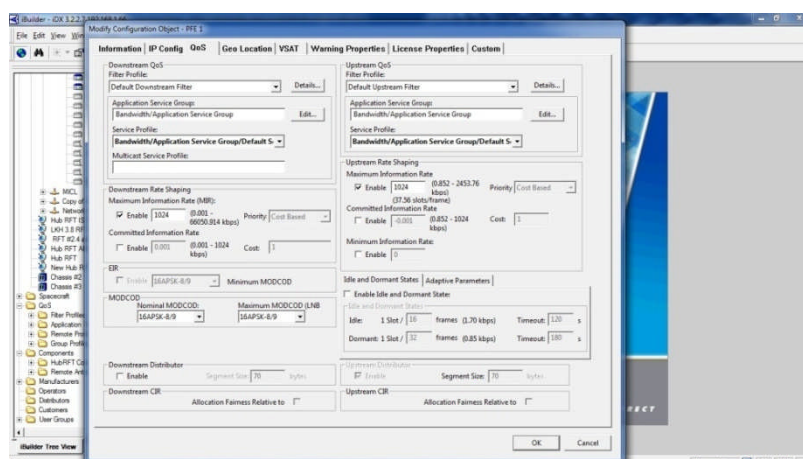 iBuilder - iOX 3.2.2.
File Edit View
Modify Configuration Object - PFE 1
Information IP Config QoS Geo Location VSAT Warning Properties License Properties Custom
Downstream QoS
Filter Profile:
Default Downstream Filter Details...
Application Service Group:
Bandwidth/Application Service Group Edit...
Service Profile:
Bandwidth/Application Service Group/Default S
Multicast Service Profile:
Downstream Rate Shaping
Maximum Information Rate (MIR):
Enable 1024 (0.001 - 66050.914 kbps) Priority Cost Based
Committed Information Rate
Enable 0.001 (0.001 - 1024 kbps) Cost: 1
EIR
Enable 16APSK-8/9 Minimum MODCOD
MODCOD
Nominal MODCOD: Maximum MODCOD (LNB
16APSK-8/9 16APSK-8/9
Downstream Distributor
Enable Segment Size: 70 bytes
Downstream CIR
Allocation Fairness Relative to
Upstream QoS
Filter Profile:
Default Upstream Filter Details...
Application Service Group:
Bandwidth/Application Service Group Edit...
Service Profile:
Bandwidth/Application Service Group/Default S
Upstream Rate Shaping
Maximum Information Rate
Enable 1024 (0.852 - 2453.76 kbps) Priority Cost Based
(37.56 slots/frame)
Committed Information Rate
Enable -0.001 (0.852 - 1024 kbps) Cost: 1
Minimum Information Rate:
Enable 0
Idle and Dormant States Adaptive Parameters
Enable Idle and Dormant State:
Idle and Dormant States
Idle: 1 Slot / 16 frames (1.70 kbps) Timeout: 120 s
Dormant: 1 Slot / 32 frames (0.85 kbps) Timeout: 180 s
Upstream Distributor
Enable Segment Size: 70 bytes
Upstream CIR
Allocation Fairness Relative to
OK Cancel
MICL
Copy of
Networ
Hub RFT IS
LKH 3.8 RF
RFT #2.4
Hub RFT A
Hub RFT
New Hub R
Chassis #2
Chassis #3
Spacecraft
QoS
Filter Profiles
Application
Remote Pro
Group Profil
Components
HubRFT Co
Remote Ant
Manufacturers
Operators
Distributors
Customers
User Groups
iBuilder Tree View
RECT